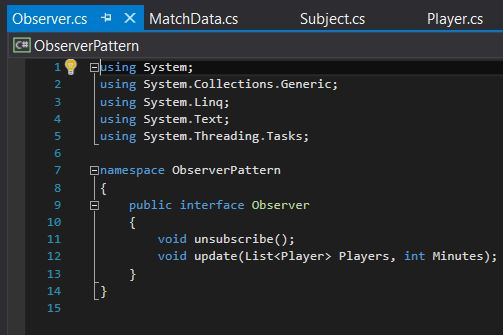 Observer.cs MatchData.cs Subject.cs Player.cs
C# ObserverPattern
1 using System;
2 using System.Collections.Generic;
3 using System.Linq;
4 using System.Text;
5 using System.Threading.Tasks;
6
7 namespace ObserverPattern
8 {
9 public interface Observer
10 {
11 void unsubscribe();
12 void update(List<Player> Players, int Minutes);
13 }
14 }
15